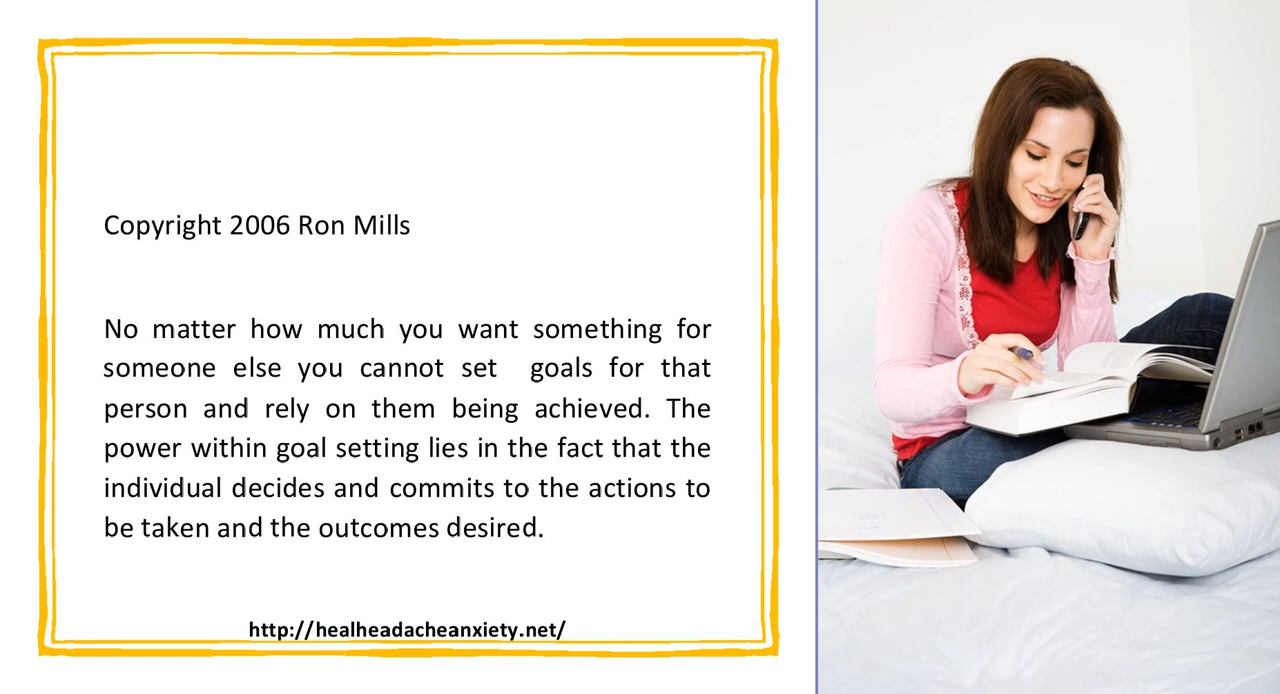 Copyright 2006 Ron Mills
No matter how much you want something for
someone else you cannot set goals for that
person and rely on them being achieved. The
power within goal setting lies in the fact that the
individual decides and commits to the actions to
be taken and the outcomes desired.
http://healheadacheanxiety.net/